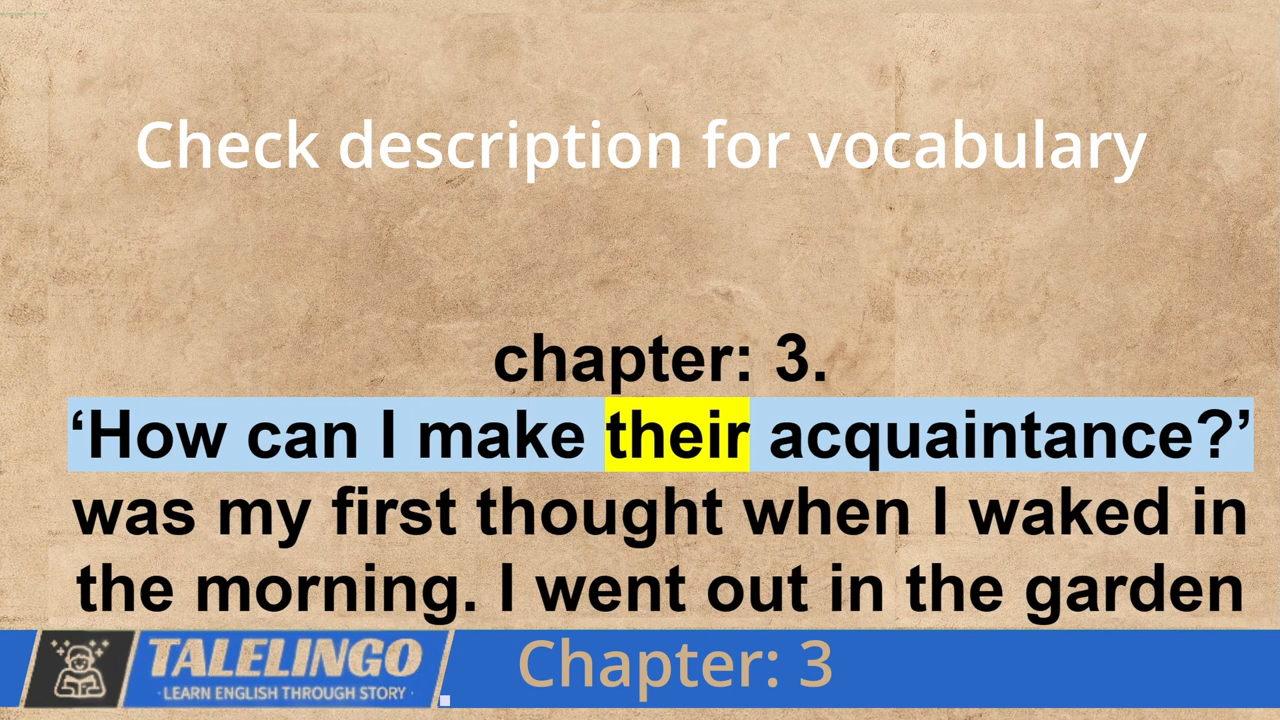 Check description for vocabulary
chapter: 3.
‘How can I make their acquaintance?’
was my first thought when I waked in
the morning. I went out in the garden
TALELINGO
·LEARN ENGLISH THROUGH STORY·
Chapter: 3